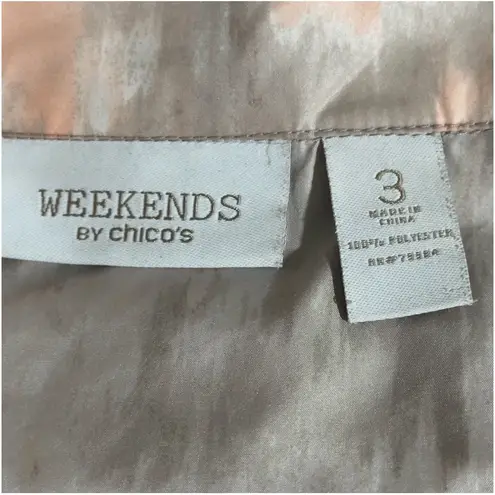 WEEKENDS
BY chico's
3
MADE IN
CHINA
100% POLYESTER